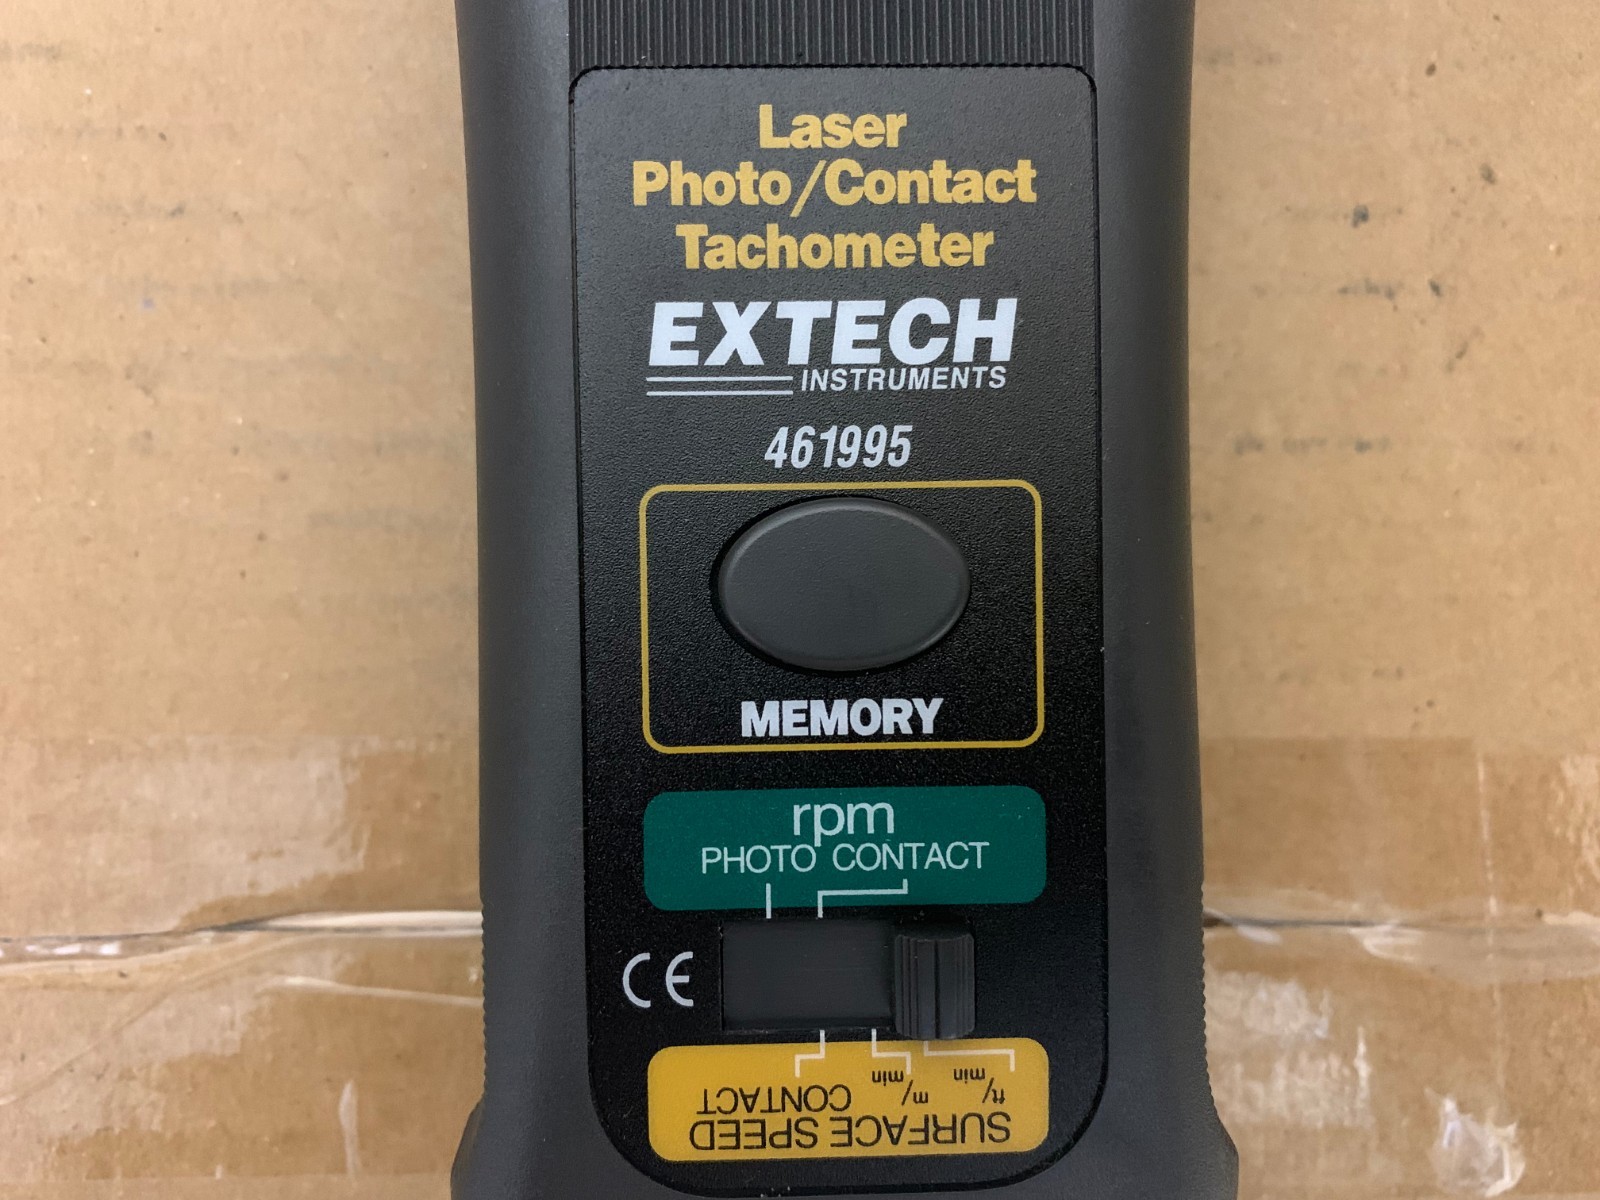 Laser
Photo/Contact
Tachometer
EXTECH
INSTRUMENTS
461995
MEMORY
rpm
PHOTO CONTACT
CE
SURFACE SPEED
CONTACT m/min ft/min